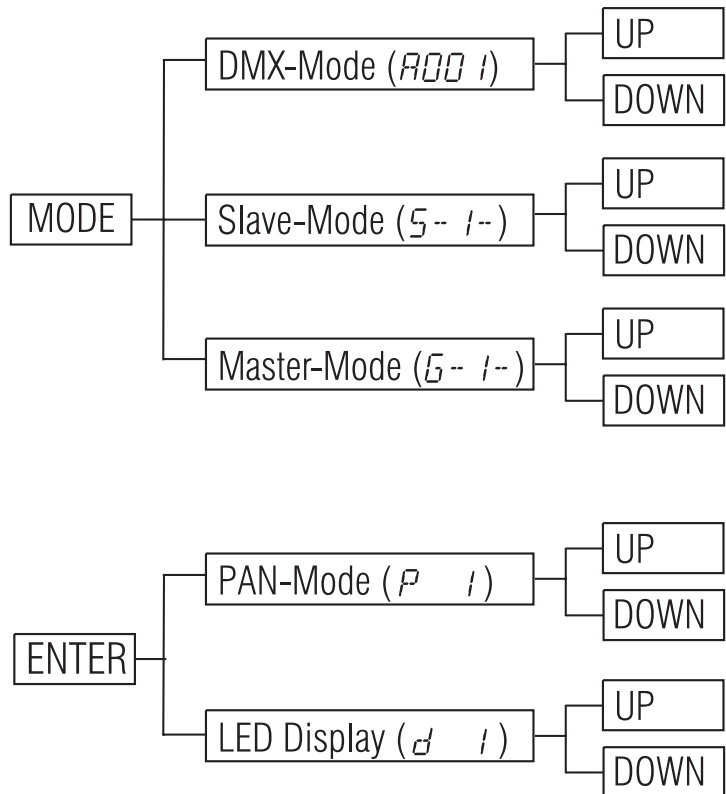 UP
DMX-Mode (A001)
DOWN
UP
MODE
Slave-Mode (S-1-)
DOWN
UP
Master-Mode (G-1-)
DOWN
UP
PAN-Mode (P 1)
DOWN
ENTER
UP
LED Display (d 1)
DOWN